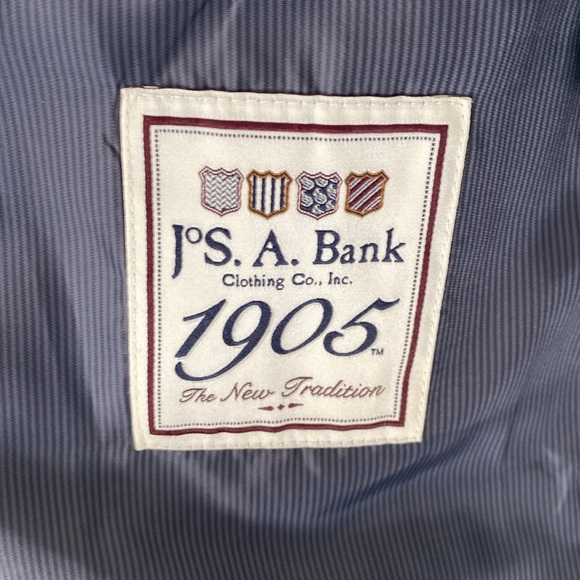 JoS. A. Bank
Clothing Co., Inc.
1905™
The New Tradition